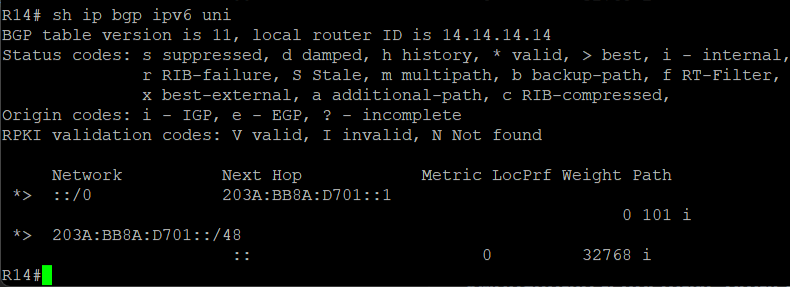 R14# sh ip bgp ipv6 uni
BGP table version is 11, local router ID is 14.14.14.14
Status codes: s suppressed, d damped, h history, * valid, > best, i - internal,
              r RIB-failure, S Stale, m multipath, b backup-path, f RT-Filter,
              x best-external, a additional-path, c RIB-compressed,
Origin codes: i - IGP, e - EGP, ? - incomplete
RPKI validation codes: V valid, I invalid, N Not found

     Network          Next Hop            Metric LocPrf Weight Path
 *>  ::/0             203A:BB8A:D701::1
                                                             0 101 i
 *>  203A:BB8A:D701::/48
                       ::                       0         32768 i
R14#